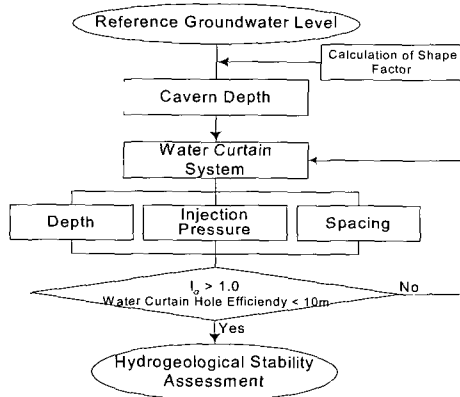 Reference Groundwater Level
Calculation of Shape
Factor
Cavern Depth
Water Curtain
System
Depth
Injection
Pressure
Spacing
I_g > 1.0
Water Curtain Hole Efficiendy < 10m
No
Yes
Hydrogeological Stability
Assessment